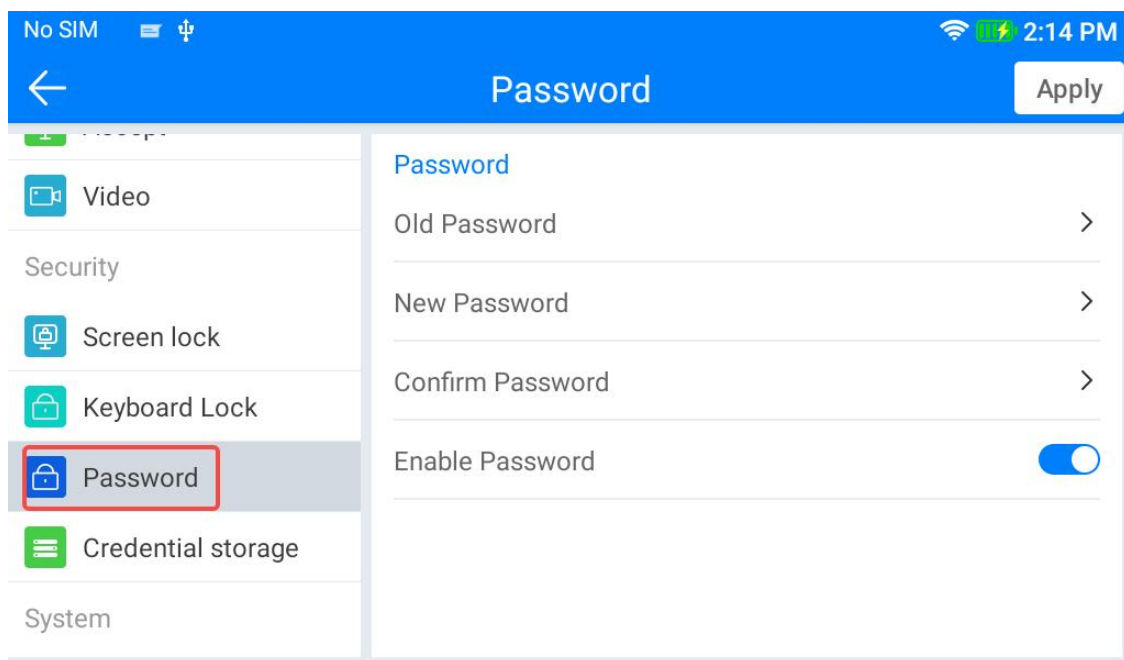 No SIM 2:14 PM
Password Apply
Video
Security
Screen lock
Keyboard Lock
Password
Credential storage
System
Password
Old Password
New Password
Confirm Password
Enable Password